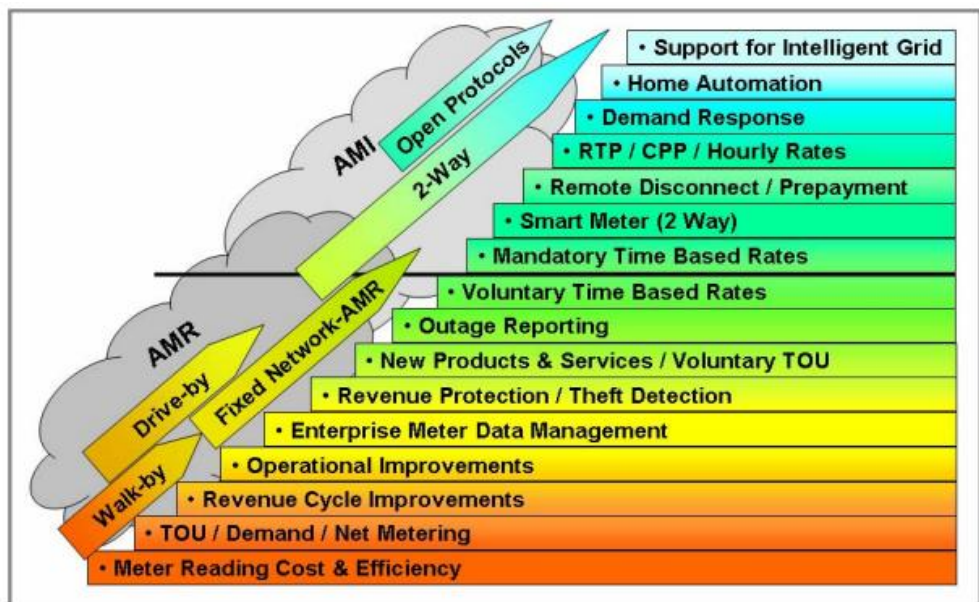 • Support for Intelligent Grid
• Home Automation
• Demand Response
• RTP / CPP / Hourly Rates
• Remote Disconnect / Prepayment
• Smart Meter (2 Way)
• Mandatory Time Based Rates
• Voluntary Time Based Rates
• Outage Reporting
• New Products & Services / Voluntary TOU
• Revenue Protection / Theft Detection
• Enterprise Meter Data Management
• Operational Improvements
• Revenue Cycle Improvements
• TOU / Demand / Net Metering
• Meter Reading Cost & Efficiency
AMI
Open Protocols
2-Way
AMR
Fixed Network-AMR
Drive-by
Walk-by